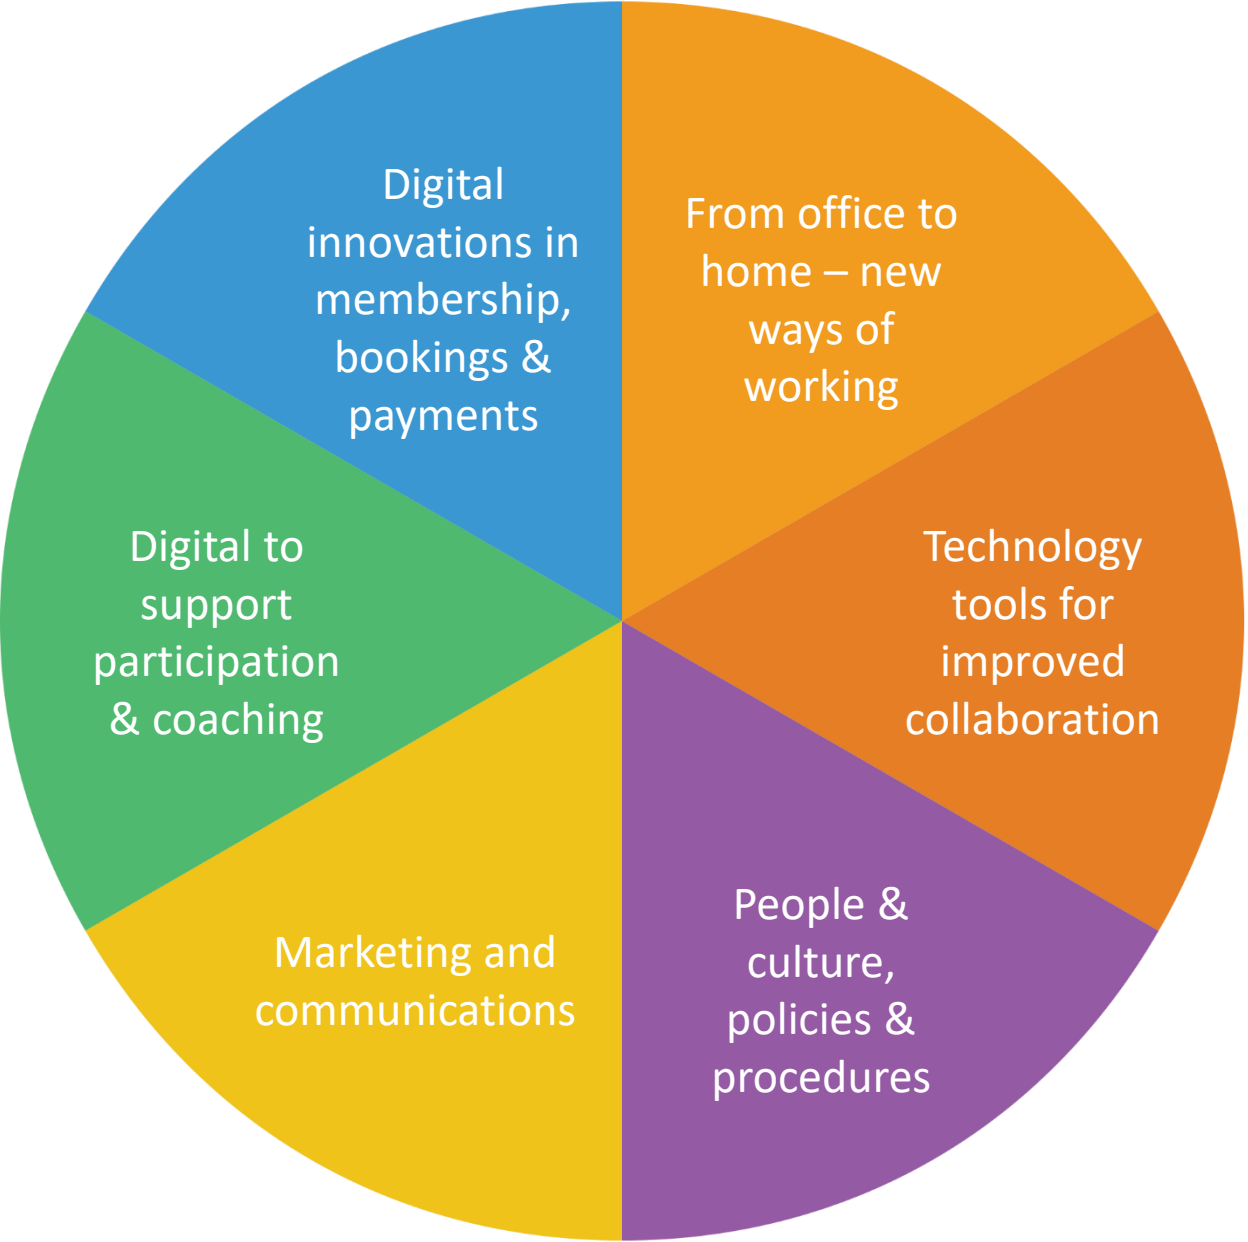 Digital
innovations in
membership,
bookings &
payments
From office to
home – new
ways of
working
Technology
tools for
improved
collaboration
People &
culture,
policies &
procedures
Marketing and
communications
Digital to
support
participation
& coaching